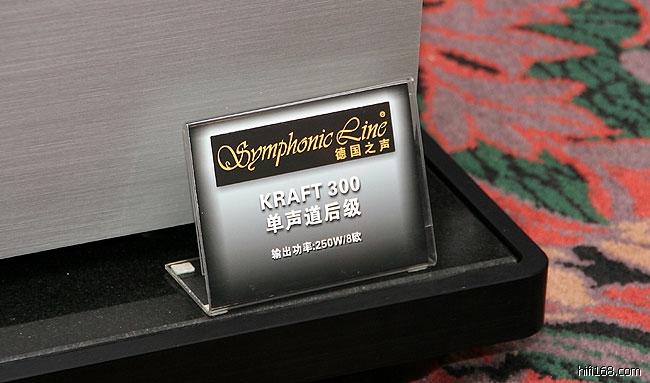 Symphonic Line®
德国之声
KRAFT 300
单声道后级
输出功率:250W/8欧
hifi168.com